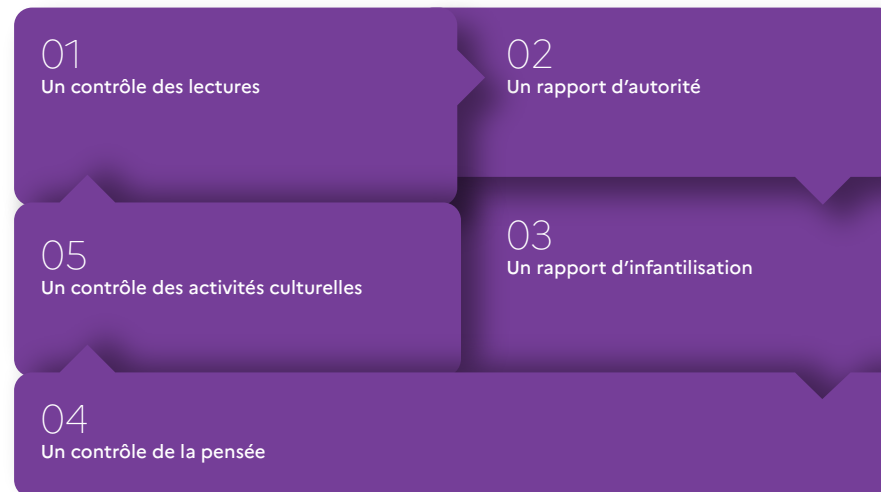 01
Un contrôle des lectures
02
Un rapport d’autorité
03
Un rapport d’infantilisation
04
Un contrôle de la pensée
05
Un contrôle des activités culturelles